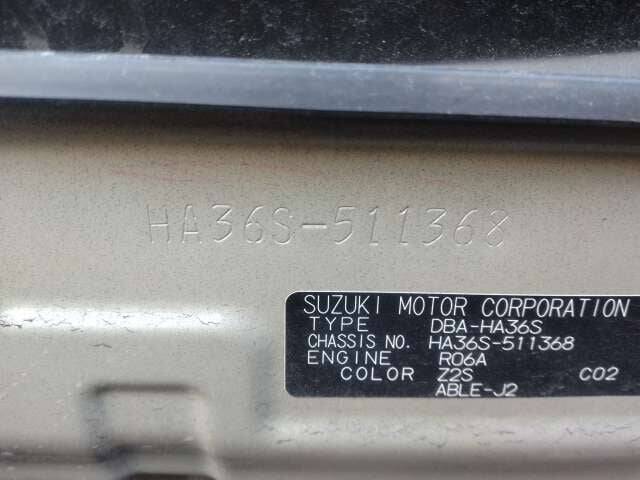 HA36S-511368
SUZUKI MOTOR CORPORATION
TYPE DBA-HA36S
CHASSIS NO. HA36S-511368
ENGINE R06A
COLOR Z2S C02
ABLE-J2